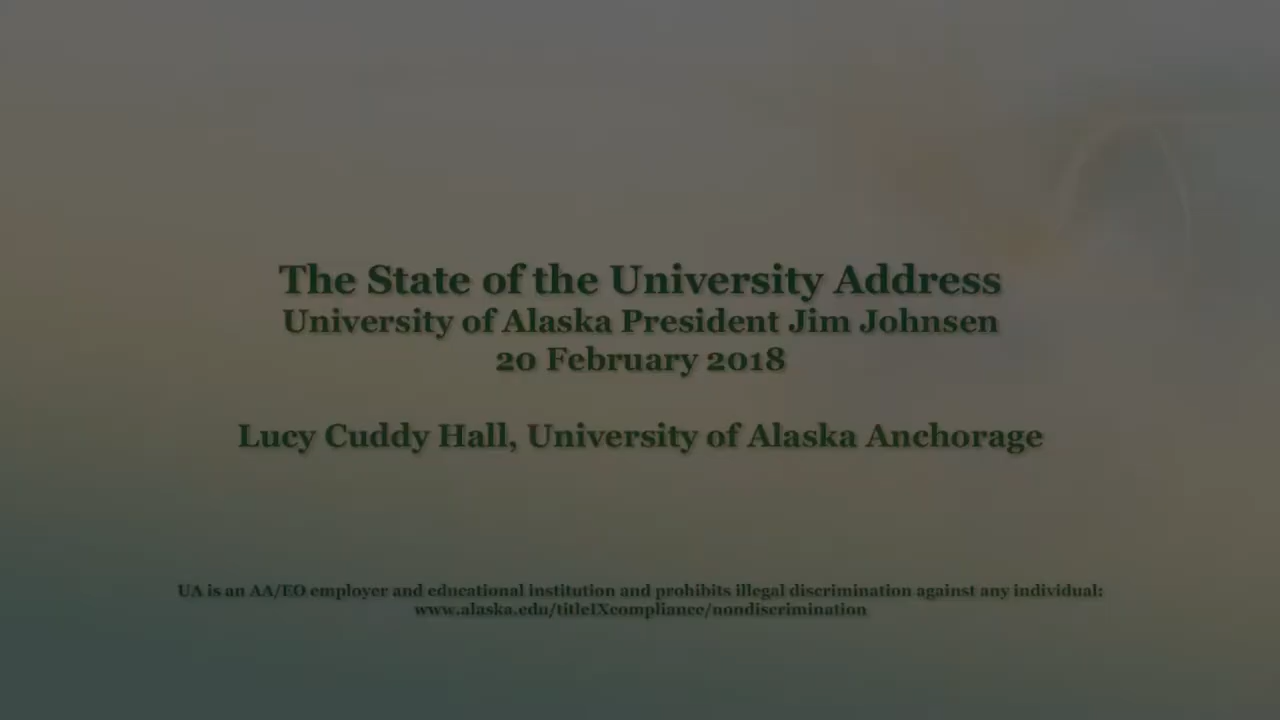 The State of the University Address
University of Alaska President Jim Johnsen
20 February 2018
Lucy Cuddy Hall, University of Alaska Anchorage
UA is an AA/EO employer and educational institution and prohibits illegal discrimination against any individual:
www.alaska.edu/titleIXcompliance/nondiscrimination